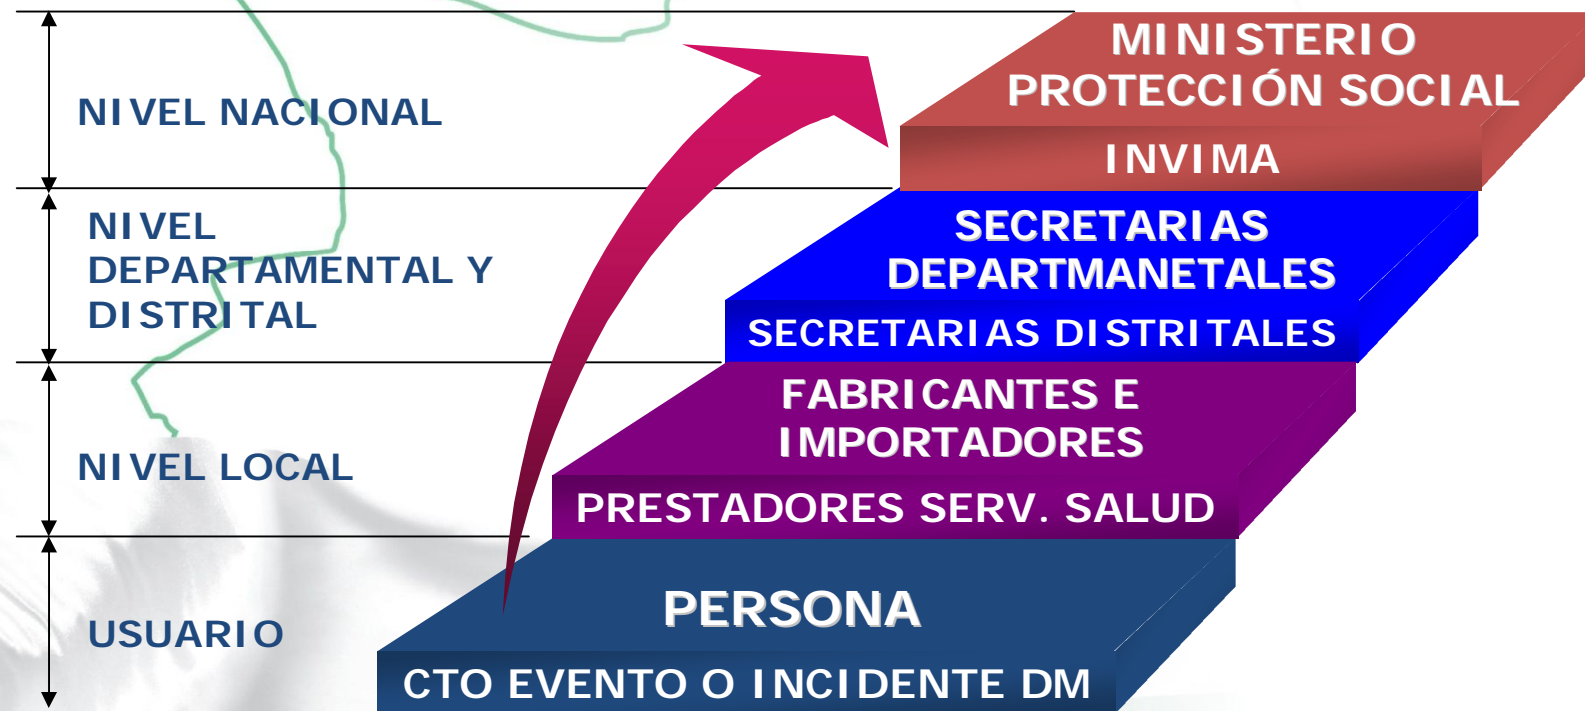 NIVEL NACIONAL
MINISTERIO
PROTECCIÓN SOCIAL
INVIMA
NIVEL
DEPARTAMENTAL Y
DISTRITAL
SECRETARIAS
DEPARTMANETALES
SECRETARIAS DISTRITALES
NIVEL LOCAL
FABRICANTES E
IMPORTADORES
PRESTADORES SERV. SALUD
USUARIO
PERSONA
CTO EVENTO O INCIDENTE DM